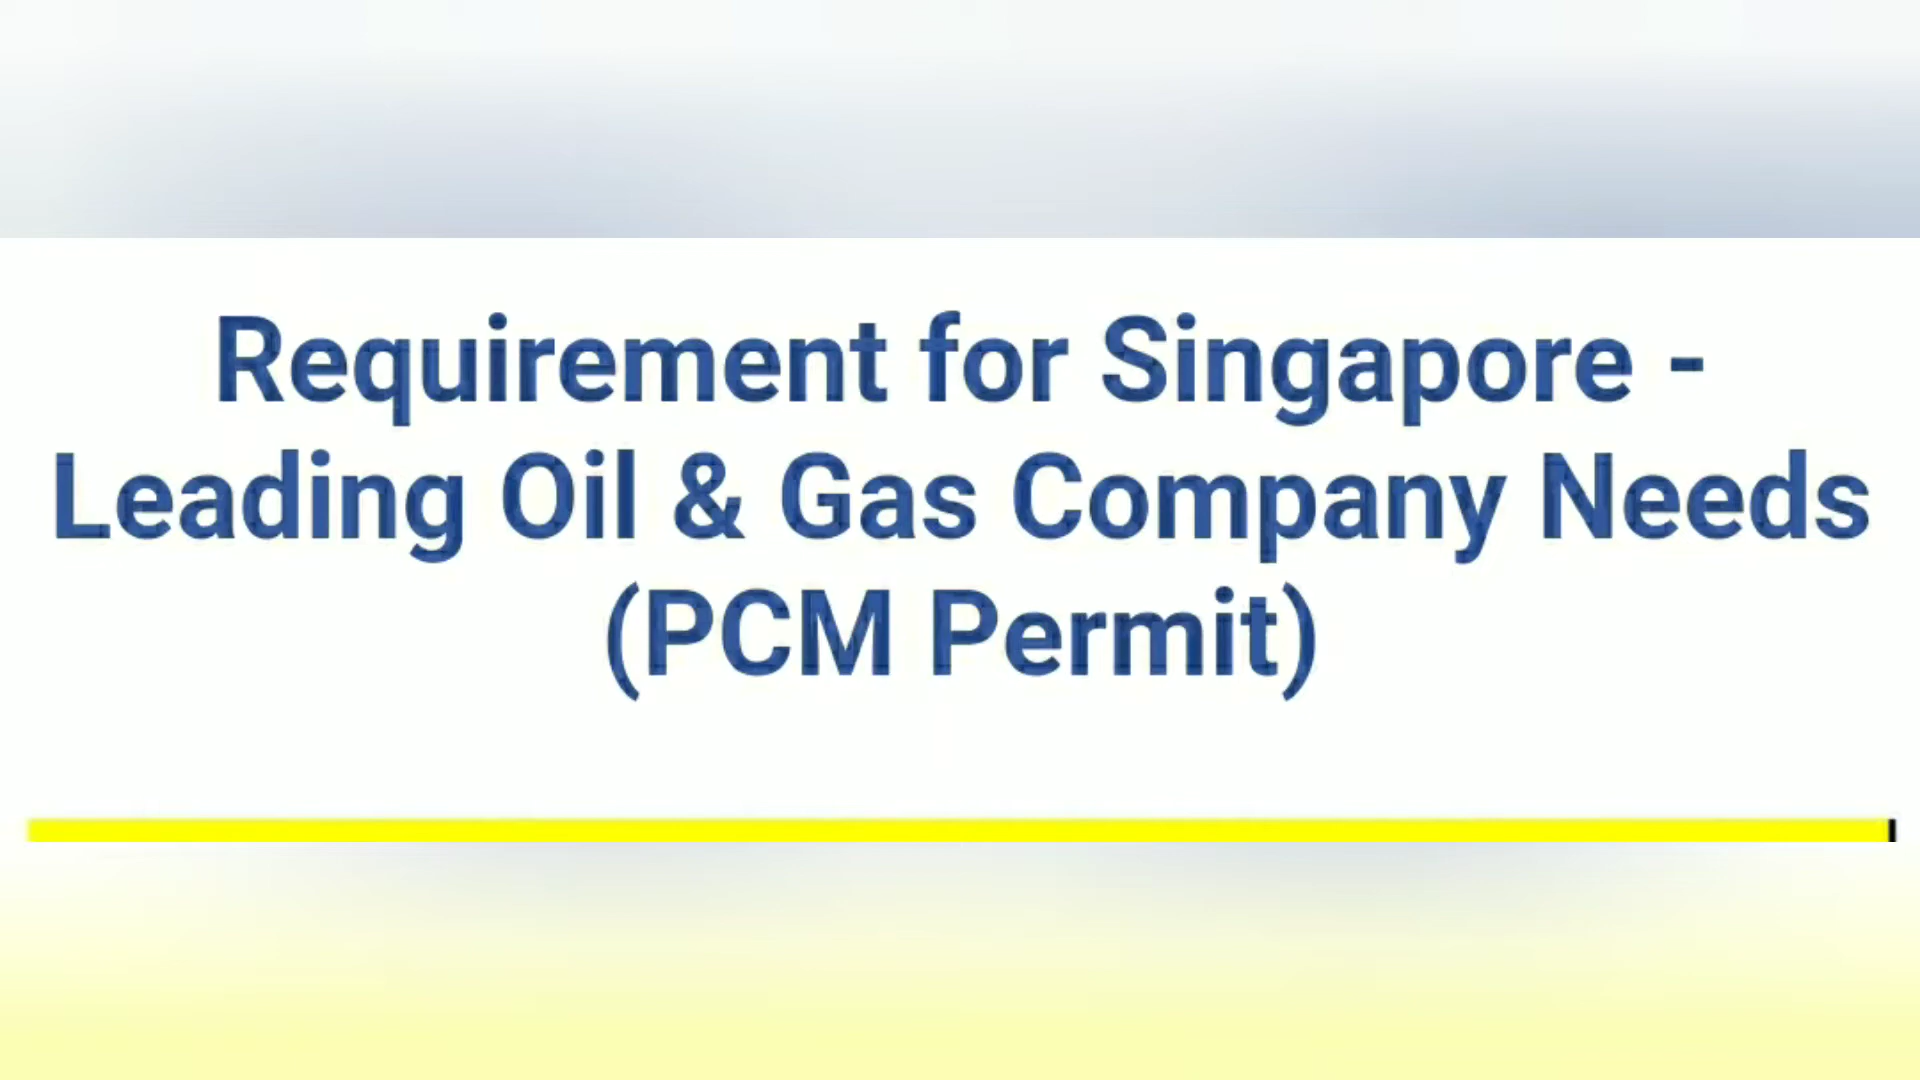 Requirement for Singapore -
Leading Oil & Gas Company Needs
(PCM Permit)